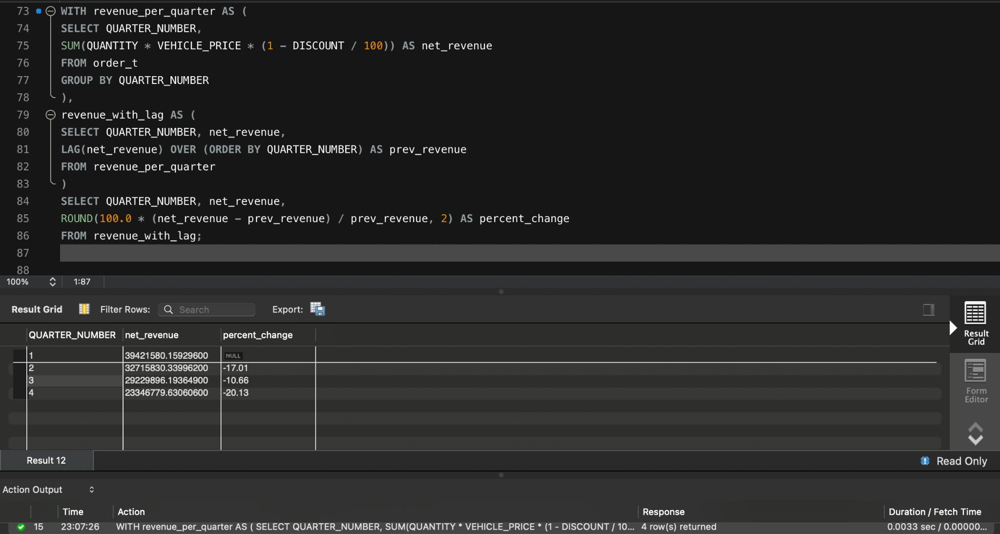 73 WITH revenue_per_quarter AS (
74 SELECT QUARTER_NUMBER,
75 SUM(QUANTITY * VEHICLE_PRICE * (1 – DISCOUNT / 100)) AS net_revenue
76 FROM order_t
77 GROUP BY QUARTER_NUMBER
78 ),
79 revenue_with_lag AS (
80 SELECT QUARTER_NUMBER, net_revenue,
81 LAG(net_revenue) OVER (ORDER BY QUARTER_NUMBER) AS prev_revenue
82 FROM revenue_per_quarter
83 )
84 SELECT QUARTER_NUMBER, net_revenue,
85 ROUND(100.0 * (net_revenue – prev_revenue) / prev_revenue, 2) AS percent_change
86 FROM revenue_with_lag;
87
88
100% 1:87
Result Grid Filter Rows: Search Export:
QUARTER_NUMBER net_revenue percent_change
1 39421580.15929600 NULL
2 32715830.33996200 -17.01
3 29229896.19364900 -10.66
4 23346779.63060600 -20.13
Result
Grid
Form
Editor
Result 12 Read Only
Action Output
Time Action Response Duration / Fetch Time
15 23:07:26 WITH revenue_per_quarter AS ( SELECT QUARTER_NUMBER, SUM(QUANTITY * VEHICLE_PRICE * (1 - DISCOUNT / 10... 4 row(s) returned 0.0033 sec / 0.00000...